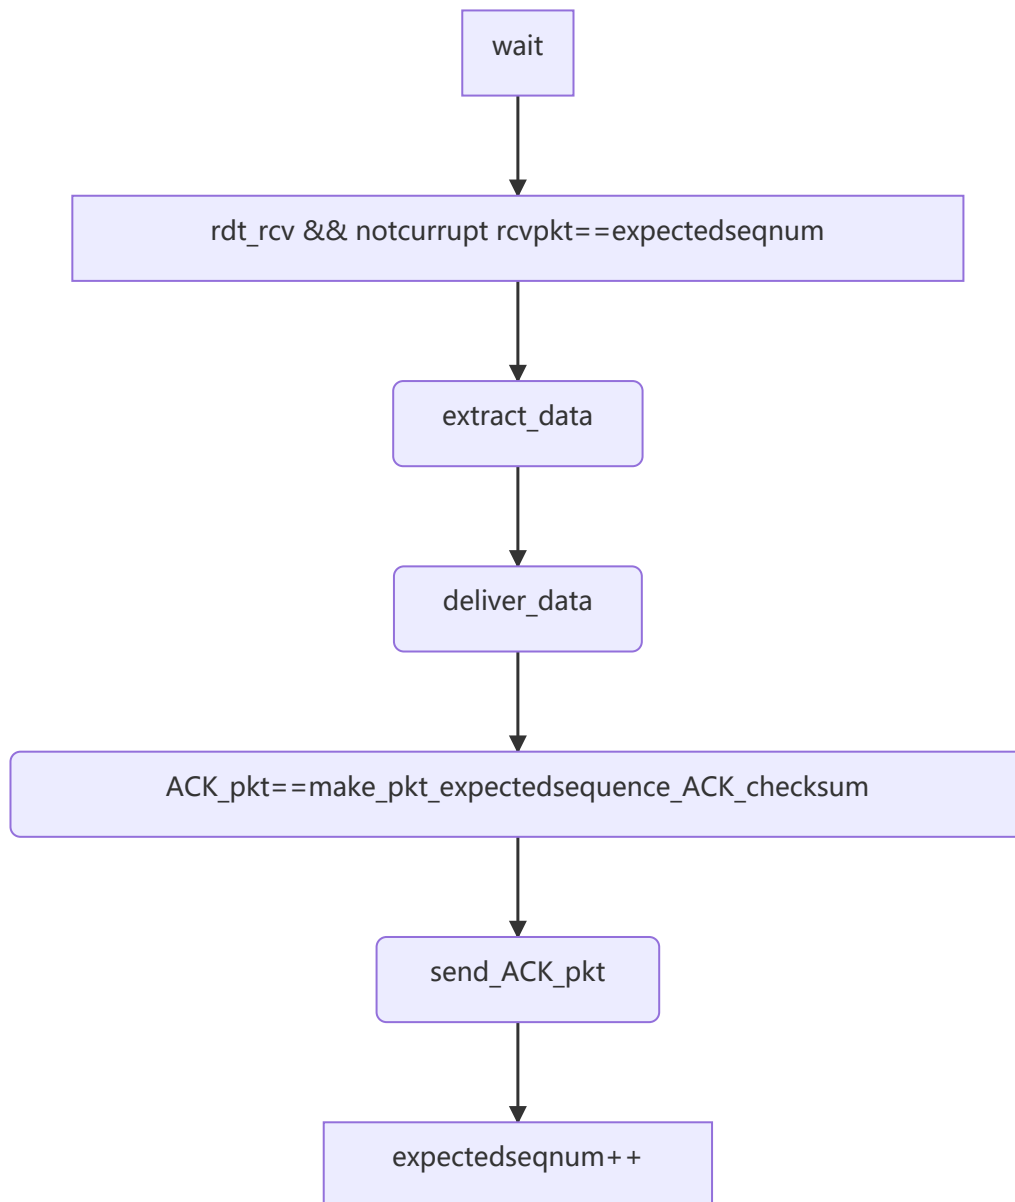 wait
rdt_rcv && notcurrupt rcvpkt==expectedseqnum
extract_data
deliver_data
ACK_pkt==make_pkt_expectedsequence_ACK_checksum
send_ACK_pkt
expectedseqnum++